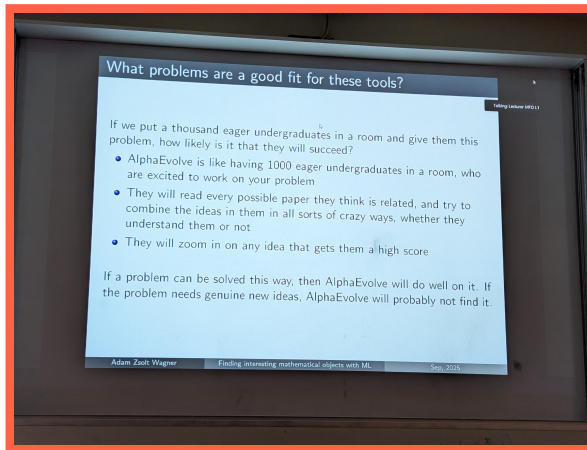 What problems are a good fit for these tools?
Talking: Lecturer MFO L1
If we put a thousand eager undergraduates in a room and give them this
problem, how likely is it that they will succeed?
AlphaEvolve is like having 1000 eager undergraduates in a room, who
are excited to work on your problem
They will read every possible paper they think is related, and try to
combine the ideas in them in all sorts of crazy ways, whether they
understand them or not
They will zoom in on any idea that gets them a high score
If a problem can be solved this way, then AlphaEvolve will do well on it. If
the problem needs genuine new ideas, AlphaEvolve will probably not find it.
Adam Zsolt Wagner
Finding interesting mathematical objects with ML
Sep, 2025